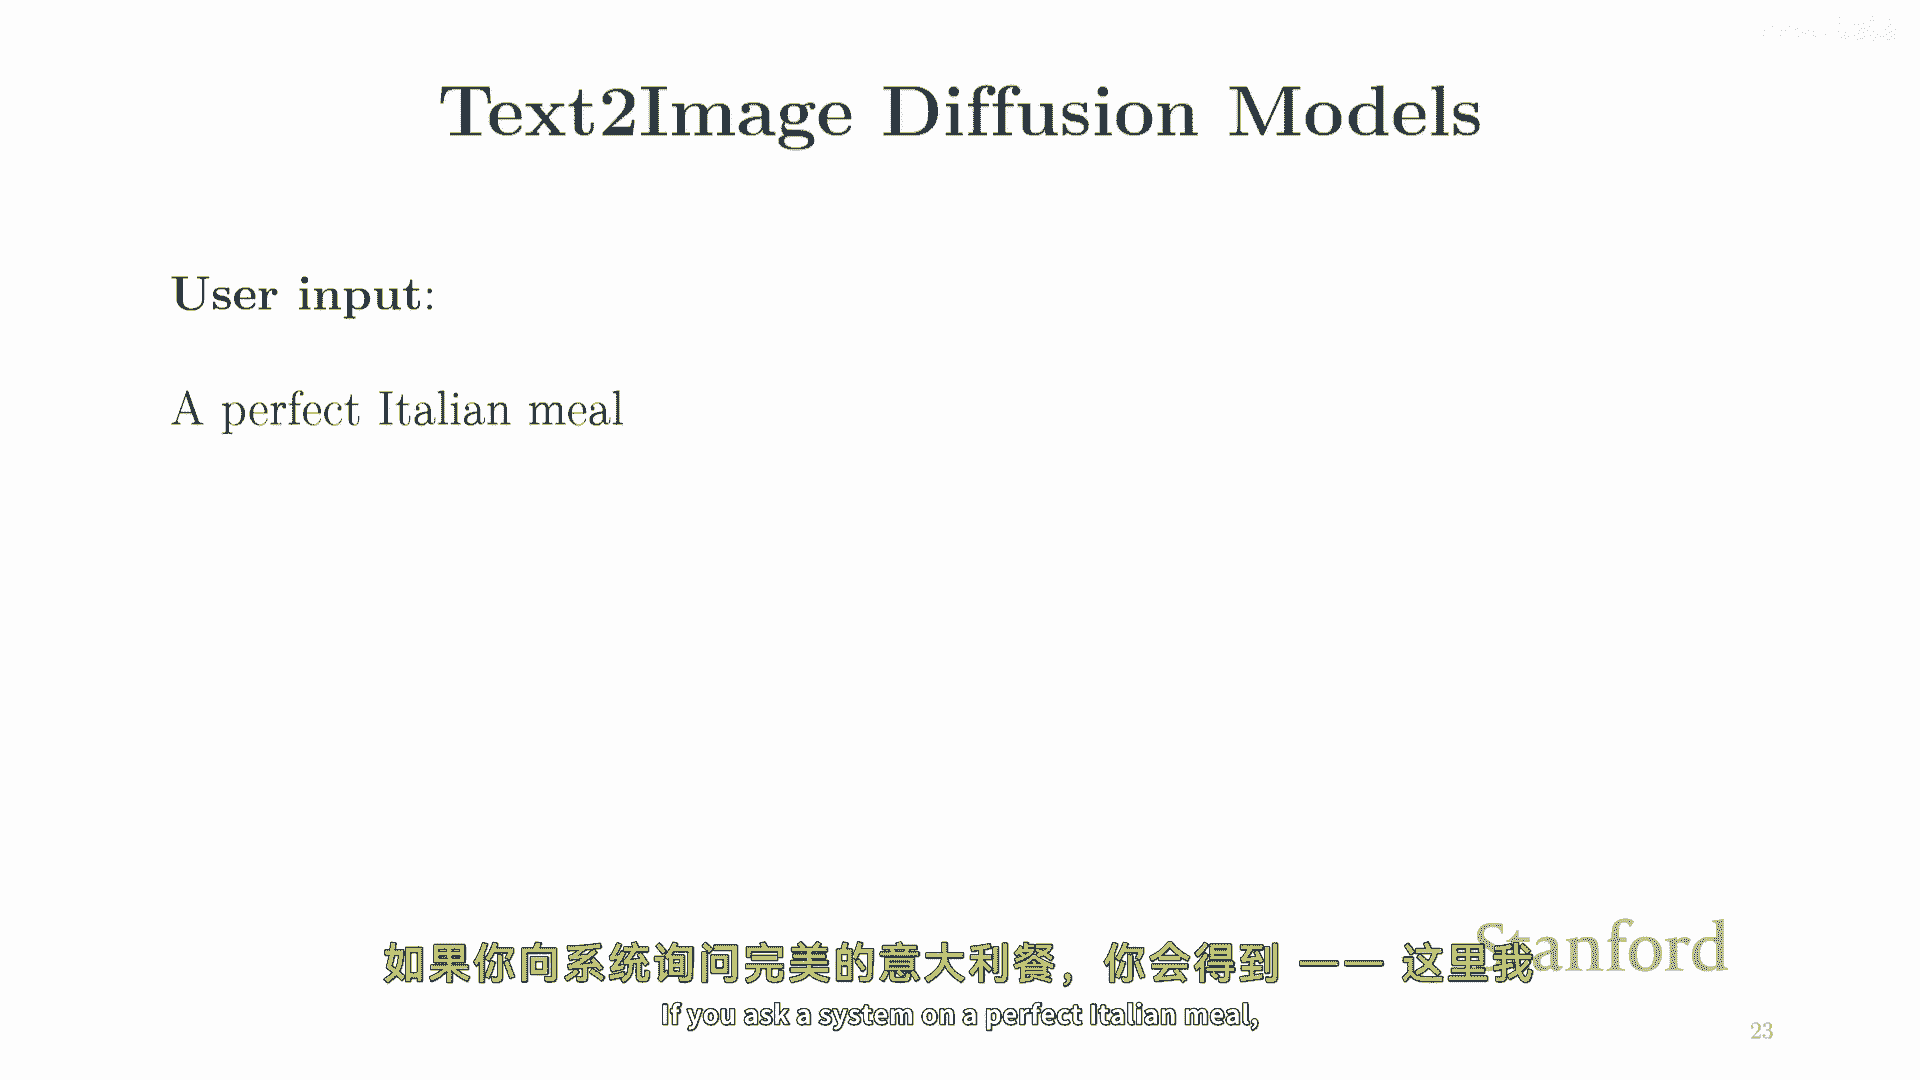 Text2Image Diffusion Models
User input:
A perfect Italian meal
如果你向系统询问完美的意大利餐，你会得到 —— 这里我
Stanford
If you ask a system on a perfect Italian meal,
23